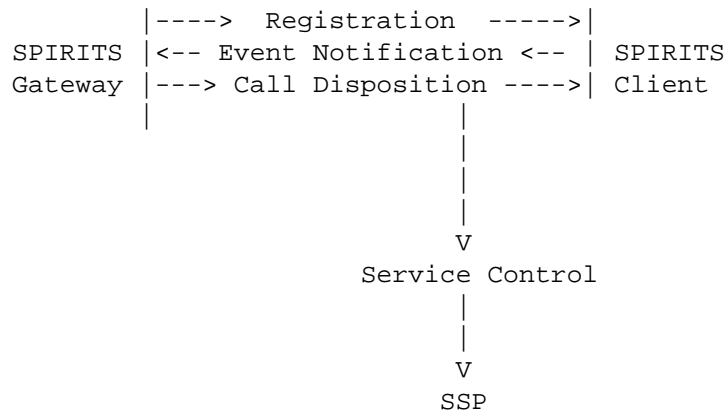 |----> Registration ----->|
SPIRITS |<-- Event Notification <-- | SPIRITS
Gateway |---> Call Disposition ---->| Client
| |
|
|
|
V
Service Control
|
|
V
SSP